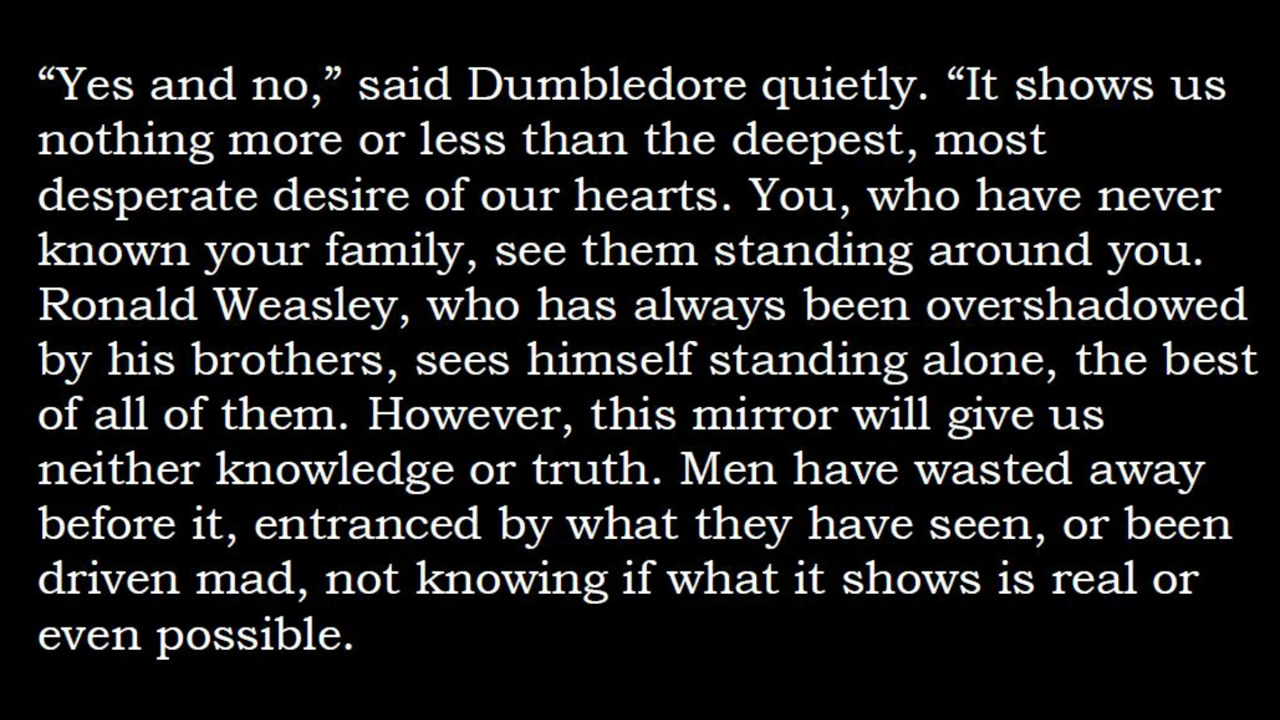 “Yes and no,” said Dumbledore quietly. “It shows us
nothing more or less than the deepest, most
desperate desire of our hearts. You, who have never
known your family, see them standing around you.
Ronald Weasley, who has always been overshadowed
by his brothers, sees himself standing alone, the best
of all of them. However, this mirror will give us
neither knowledge or truth. Men have wasted away
before it, entranced by what they have seen, or been
driven mad, not knowing if what it shows is real or
even possible.